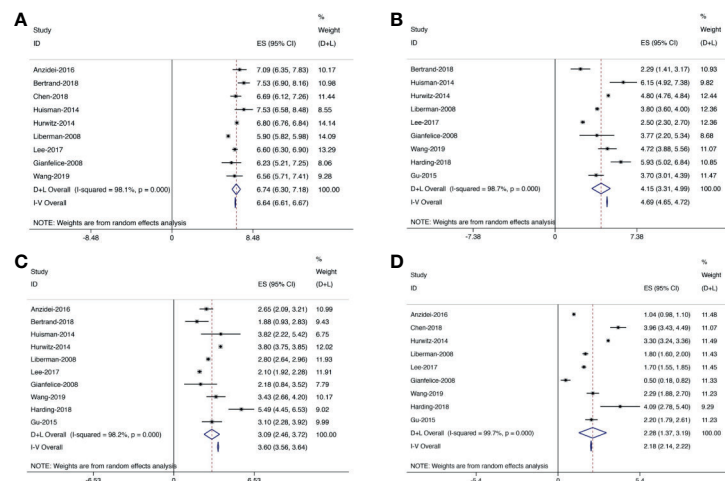 A
%
Study Weight
ID ES (95% CI) (D+L)
Anzidei-2016 7.09 (6.35, 7.83) 10.17
Bertrand-2018 7.53 (6.90, 8.16) 10.98
Chen-2018 6.69 (6.12, 7.26) 11.44
Huisman-2014 7.53 (6.58, 8.48) 8.55
Hurwitz-2014 6.80 (6.76, 6.84) 14.14
Liberman-2008 5.90 (5.82, 5.98) 14.09
Lee-2017 6.60 (6.30, 6.90) 13.29
Gianfelice-2008 6.23 (5.21, 7.25) 8.06
Wang-2019 6.56 (5.71, 7.41) 9.28
D+L Overall (I-squared = 98.1%, p = 0.000) 6.74 (6.30, 7.18) 100.00
I-V Overall 6.64 (6.61, 6.67)
NOTE: Weights are from random effects analysis
-8.48 0 8.48
B
%
Study Weight
ID ES (95% CI) (D+L)
Bertrand-2018 2.29 (1.41, 3.17) 10.93
Huisman-2014 6.15 (4.92, 7.38) 9.82
Hurwitz-2014 4.80 (4.76, 4.84) 12.44
Liberman-2008 3.80 (3.60, 4.00) 12.36
Lee-2017 2.50 (2.30, 2.70) 12.36
Gianfelice-2008 3.77 (2.20, 5.34) 8.68
Wang-2019 4.72 (3.88, 5.56) 11.07
Harding-2018 5.93 (5.02, 6.84) 10.85
Gu-2015 3.70 (3.01, 4.39) 11.47
D+L Overall (I-squared = 98.7%, p = 0.000) 4.15 (3.31, 4.99) 100.00
I-V Overall 4.69 (4.65, 4.72)
NOTE: Weights are from random effects analysis
-7.38 0 7.38
C
%
Study Weight
ID ES (95% CI) (D+L)
Anzidei-2016 2.65 (2.09, 3.21) 10.99
Bertrand-2018 1.88 (0.93, 2.83) 9.43
Huisman-2014 3.82 (2.22, 5.42) 6.75
Hurwitz-2014 3.80 (3.75, 3.85) 12.02
Liberman-2008 2.80 (2.64, 2.96) 11.93
Lee-2017 2.10 (1.92, 2.28) 11.91
Gianfelice-2008 2.18 (0.84, 3.52) 7.79
Wang-2019 3.43 (2.66, 4.20) 10.17
Harding-2018 5.49 (4.45, 6.53) 9.02
Gu-2015 3.10 (2.28, 3.92) 9.99
D+L Overall (I-squared = 98.2%, p = 0.000) 3.09 (2.46, 3.72) 100.00
I-V Overall 3.60 (3.56, 3.64)
NOTE: Weights are from random effects analysis
-6.53 0 6.53
D
%
Study Weight
ID ES (95% CI) (D+L)
Anzidei-2016 1.04 (0.98, 1.10) 11.48
Chen-2018 3.96 (3.43, 4.49) 11.07
Hurwitz-2014 3.30 (3.24, 3.36) 11.49
Liberman-2008 1.80 (1.60, 2.00) 11.43
Lee-2017 1.70 (1.55, 1.85) 11.45
Gianfelice-2008 0.50 (0.18, 0.82) 11.33
Wang-2019 2.29 (1.88, 2.70) 11.23
Harding-2018 4.09 (2.78, 5.40) 9.29
Gu-2015 2.20 (1.79, 2.61) 11.23
D+L Overall (I-squared = 99.7%, p = 0.000) 2.28 (1.37, 3.19) 100.00
I-V Overall 2.18 (2.14, 2.22)
NOTE: Weights are from random effects analysis
-5.4 0 5.4